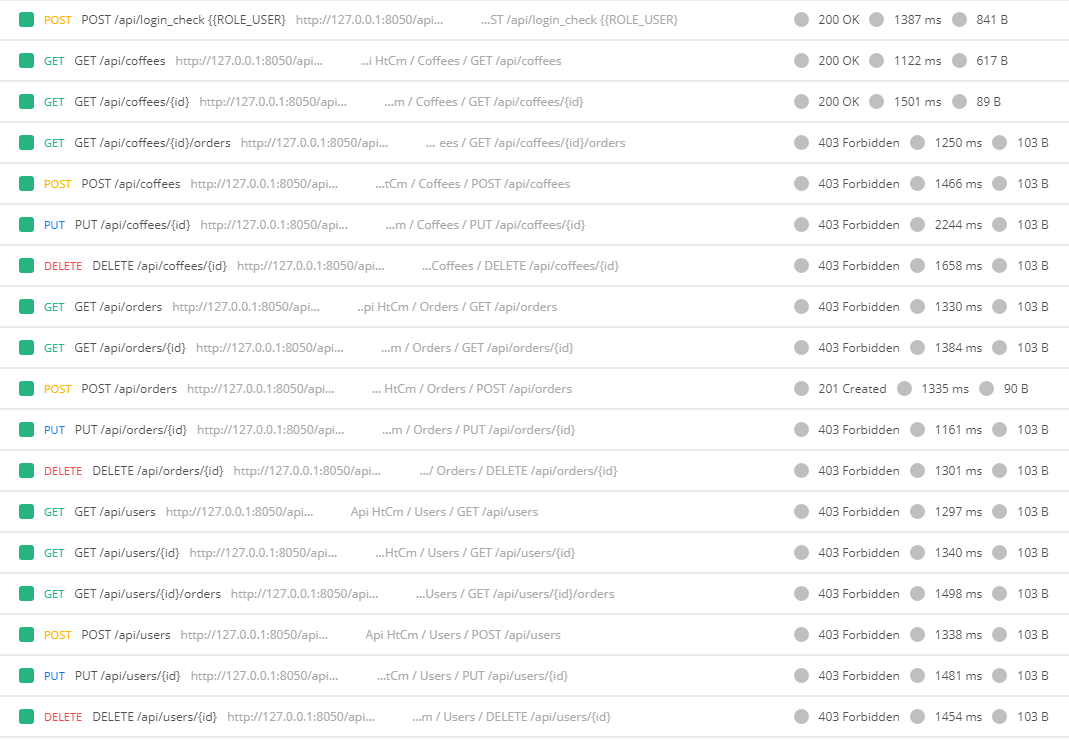 POST POST /api/login_check {{ROLE_USER} http://127.0.0.1:8050/api... ...ST /api/login_check {{ROLE_USER} 200 OK 1387 ms 841 B
GET GET /api/coffees http://127.0.0.1:8050/api... ...i HtCm / Coffees / GET /api/coffees 200 OK 1122 ms 617 B
GET GET /api/coffees/{id} http://127.0.0.1:8050/api... ...m / Coffees / GET /api/coffees/{id} 200 OK 1501 ms 89 B
GET GET /api/coffees/{id}/orders http://127.0.0.1:8050/api... ... ees / GET /api/coffees/{id}/orders 403 Forbidden 1250 ms 103 B
POST POST /api/coffees http://127.0.0.1:8050/api... ...tCm / Coffees / POST /api/coffees 403 Forbidden 1466 ms 103 B
PUT PUT /api/coffees/{id} http://127.0.0.1:8050/api... ...m / Coffees / PUT /api/coffees/{id} 403 Forbidden 2244 ms 103 B
DELETE DELETE /api/coffees/{id} http://127.0.0.1:8050/api... ...Coffees / DELETE /api/coffees/{id} 403 Forbidden 1658 ms 103 B
GET GET /api/orders http://127.0.0.1:8050/api... ..pi HtCm / Orders / GET /api/orders 403 Forbidden 1330 ms 103 B
GET GET /api/orders/{id} http://127.0.0.1:8050/api... ...m / Orders / GET /api/orders/{id} 403 Forbidden 1384 ms 103 B
POST POST /api/orders http://127.0.0.1:8050/api... ... HtCm / Orders / POST /api/orders 201 Created 1335 ms 90 B
PUT PUT /api/orders/{id} http://127.0.0.1:8050/api... ...m / Orders / PUT /api/orders/{id} 403 Forbidden 1161 ms 103 B
DELETE DELETE /api/orders/{id} http://127.0.0.1:8050/api... .../ Orders / DELETE /api/orders/{id} 403 Forbidden 1301 ms 103 B
GET GET /api/users http://127.0.0.1:8050/api... Api HtCm / Users / GET /api/users 403 Forbidden 1297 ms 103 B
GET GET /api/users/{id} http://127.0.0.1:8050/api... ...HtCm / Users / GET /api/users/{id} 403 Forbidden 1340 ms 103 B
GET GET /api/users/{id}/orders http://127.0.0.1:8050/api... ...Users / GET /api/users/{id}/orders 403 Forbidden 1498 ms 103 B
POST POST /api/users http://127.0.0.1:8050/api... Api HtCm / Users / POST /api/users 403 Forbidden 1338 ms 103 B
PUT PUT /api/users/{id} http://127.0.0.1:8050/api... ...tCm / Users / PUT /api/users/{id} 403 Forbidden 1481 ms 103 B
DELETE DELETE /api/users/{id} http://127.0.0.1:8050/api... ...m / Users / DELETE /api/users/{id} 403 Forbidden 1454 ms 103 B